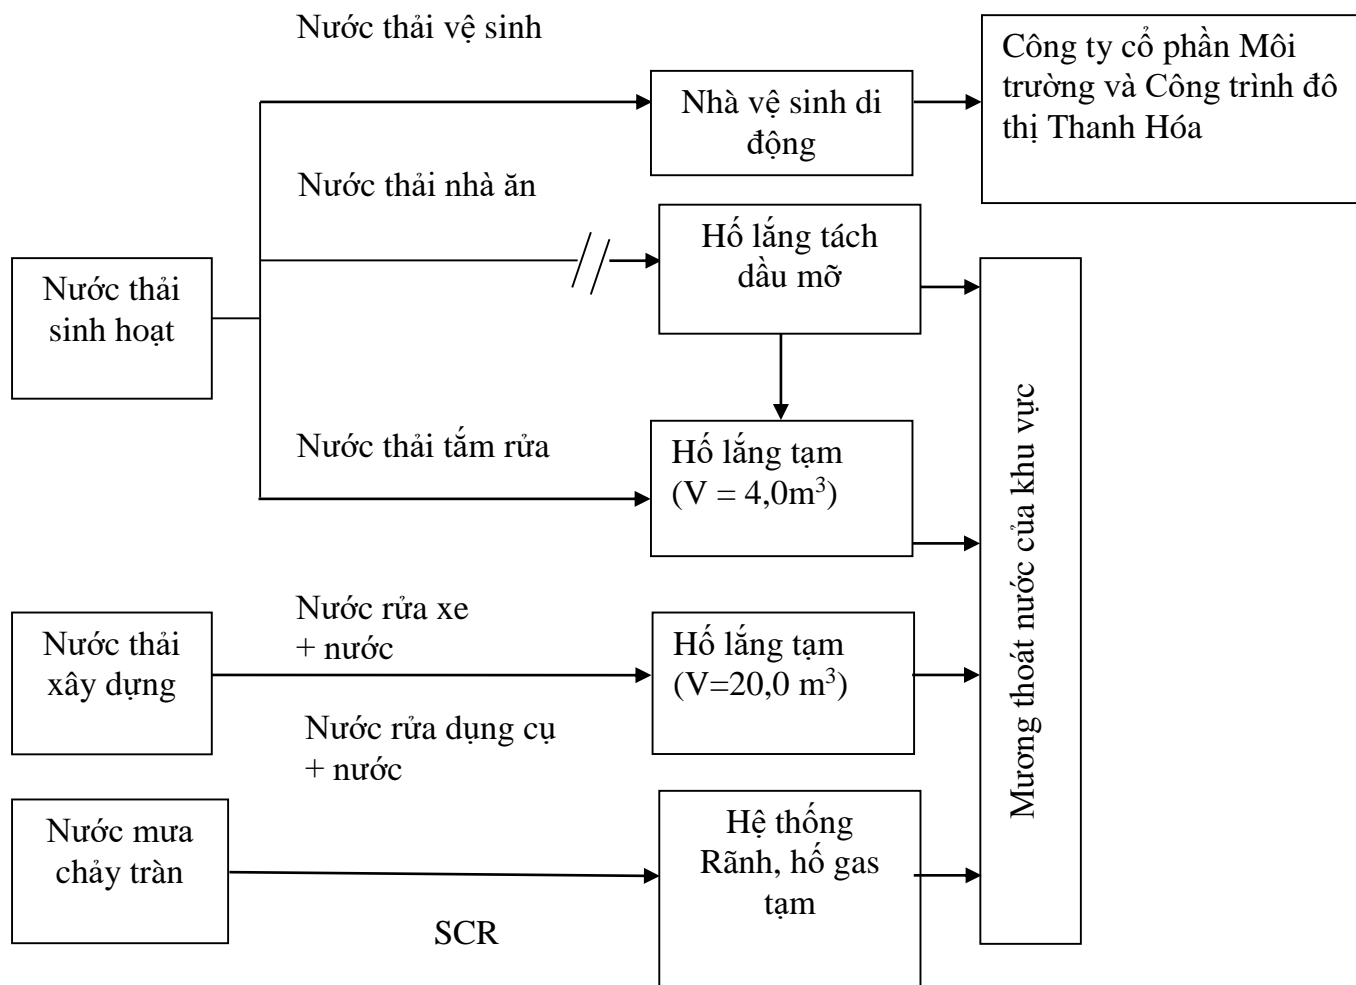 Nước thải vệ sinh
Công ty cổ phần Môi
trường và Công trình đô
thị Thanh Hóa
Nhà vệ sinh di
động
Nước thải nhà ăn
Hố lắng tách
dầu mỡ
Nước thải
sinh hoạt
Nước thải tắm rửa
Hố lắng tạm
(V = 4,0m³)
Mương thoát nước của khu vực
Nước thải
xây dựng
Nước rửa xe
+ nước
Hố lắng tạm
(V=20,0 m³)
Nước rửa dụng cụ
+ nước
Nước mưa
chảy tràn
Hệ thống
Rãnh, hố gas
tạm
SCR